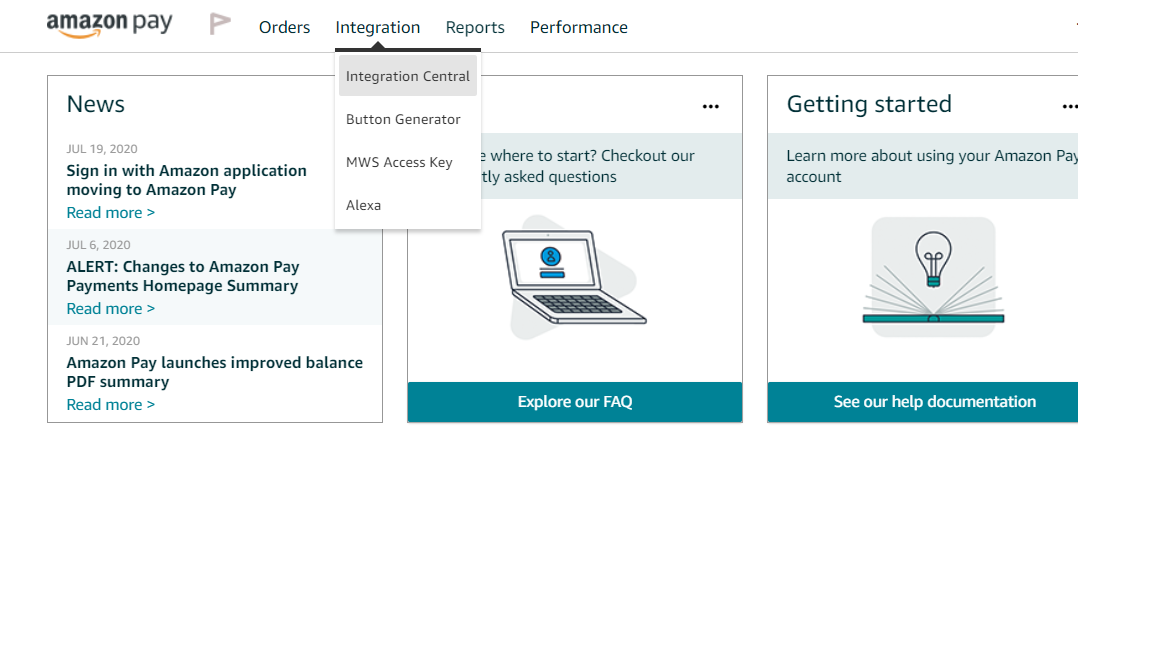 amazon pay
Orders
Integration
Reports
Performance
Integration Central
Button Generator
MWS Access Key
Alexa
News
JUL 19, 2020
Sign in with Amazon application
moving to Amazon Pay
Read more >
JUL 6, 2020
ALERT: Changes to Amazon Pay
Payments Homepage Summary
Read more >
JUN 21, 2020
Amazon Pay launches improved balance
PDF summary
Read more >
where to start? Checkout our
asked questions
Explore our FAQ
Getting started
Learn more about using your Amazon Pay
account
See our help documentation